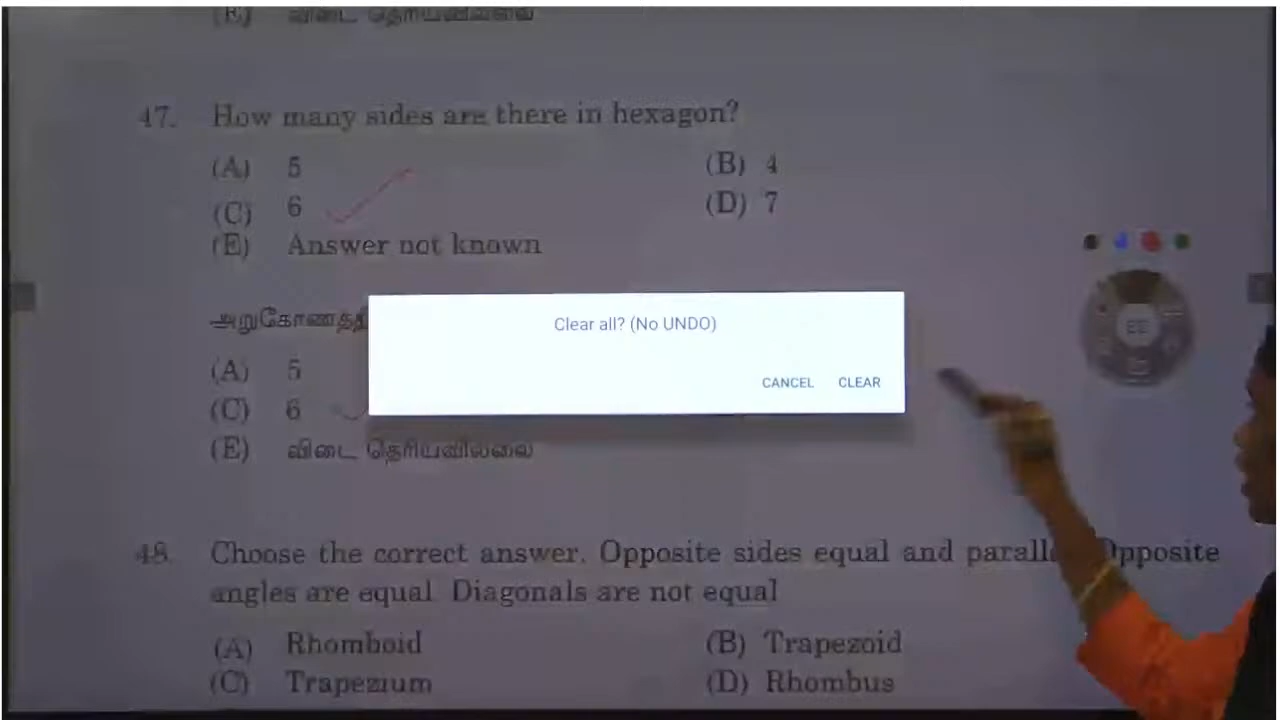 (E) விடை தெரியவில்லை
47. How many sides are there in hexagon?
(A) 5 (B) 4
(C) 6 (D) 7
(E) Answer not known
Clear all? (No UNDO)
CANCEL CLEAR
(A) 5
(C) 6
(E) விடை தெரியவில்லை
48. Choose the correct answer. Opposite sides equal and Opposite
angles are equal Diagonals are not equal
(A) Rhomboid (B) Trapezoid
(C) Trapezium (D) Rhombus